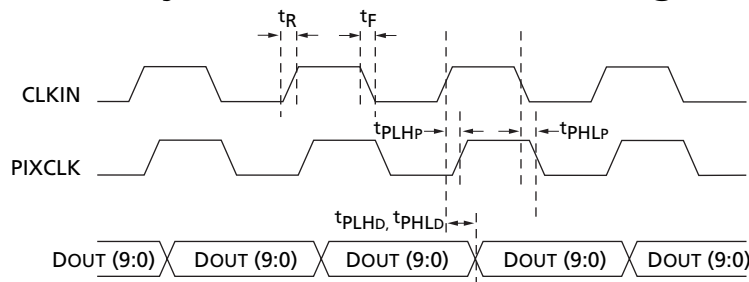 tR tF
CLKIN
tPLHP tPHLP
PIXCLK
tPLHD, tPHLD
DOUT (9:0) DOUT (9:0) DOUT (9:0) DOUT (9:0) DOUT (9:0)